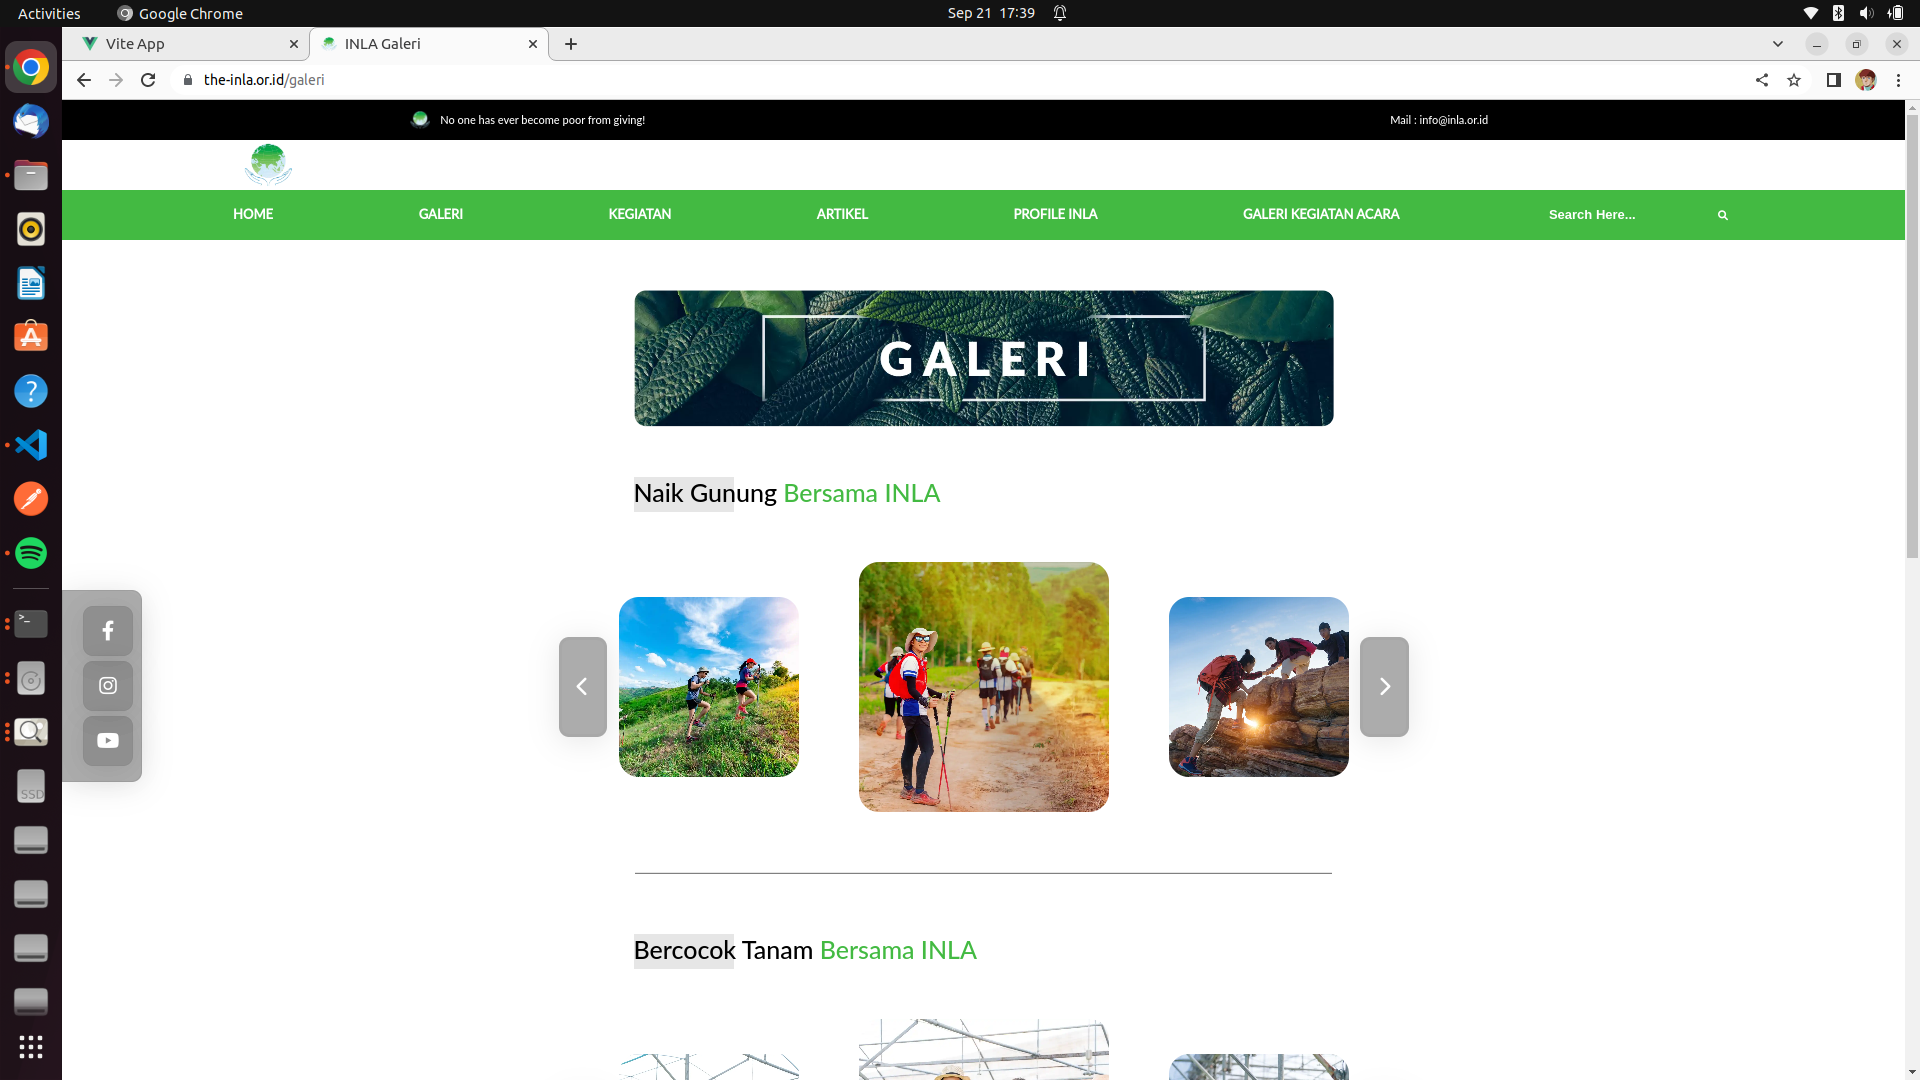 Activities
Google Chrome
Sep 21 17:39
Vite App
INLA Galeri
the-inla.or.id/galeri
No one has ever become poor from giving!
Mail : info@inla.or.id
HOME
GALERI
KEGIATAN
ARTIKEL
PROFILE INLA
GALERI KEGIATAN ACARA
Search Here...
GALERI
Naik Gunung Bersama INLA
SSD
Bercocok Tanam Bersama INLA